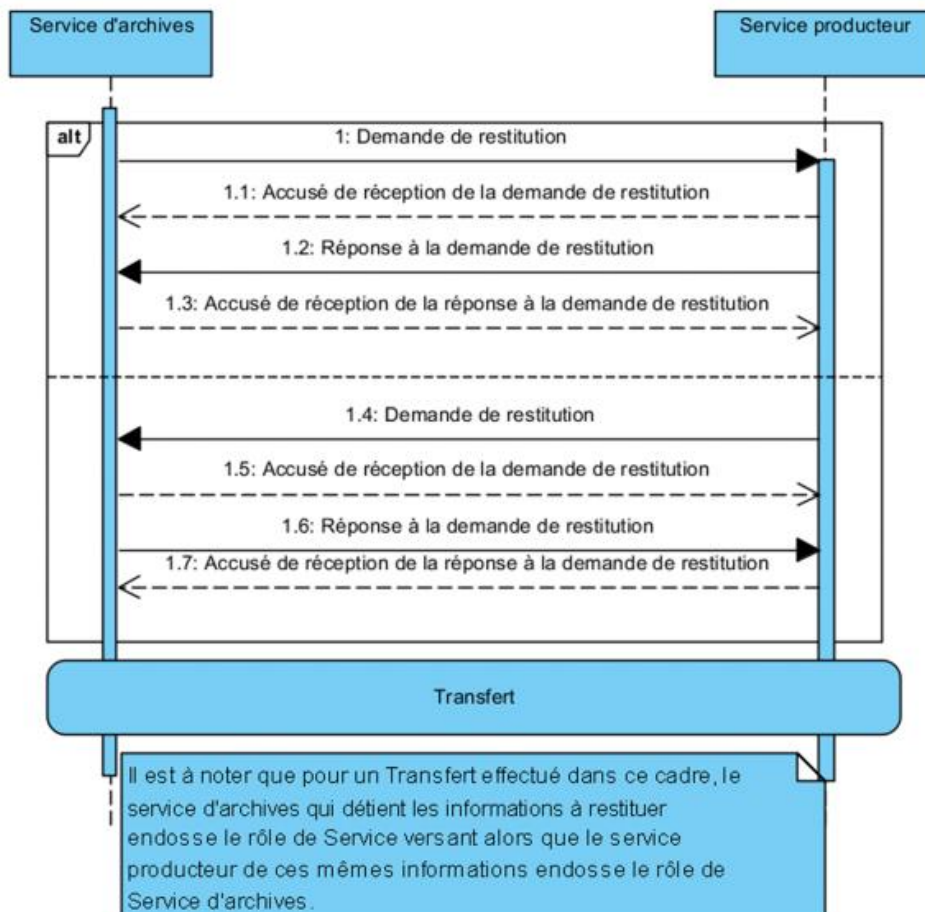 Service d'archives
Service producteur
alt
1: Demande de restitution
1.1: Accusé de réception de la demande de restitution
1.2: Réponse à la demande de restitution
1.3: Accusé de réception de la réponse à la demande de restitution
1.4: Demande de restitution
1.5: Accusé de réception de la demande de restitution
1.6: Réponse à la demande de restitution
1.7: Accusé de réception de la réponse à la demande de restitution
Transfert
Il est à noter que pour un Transfert effectué dans ce cadre, le
service d'archives qui détient les informations à restituer
endosse le rôle de Service versant alors que le service
producteur de ces mêmes informations endosse le rôle de
Service d'archives.